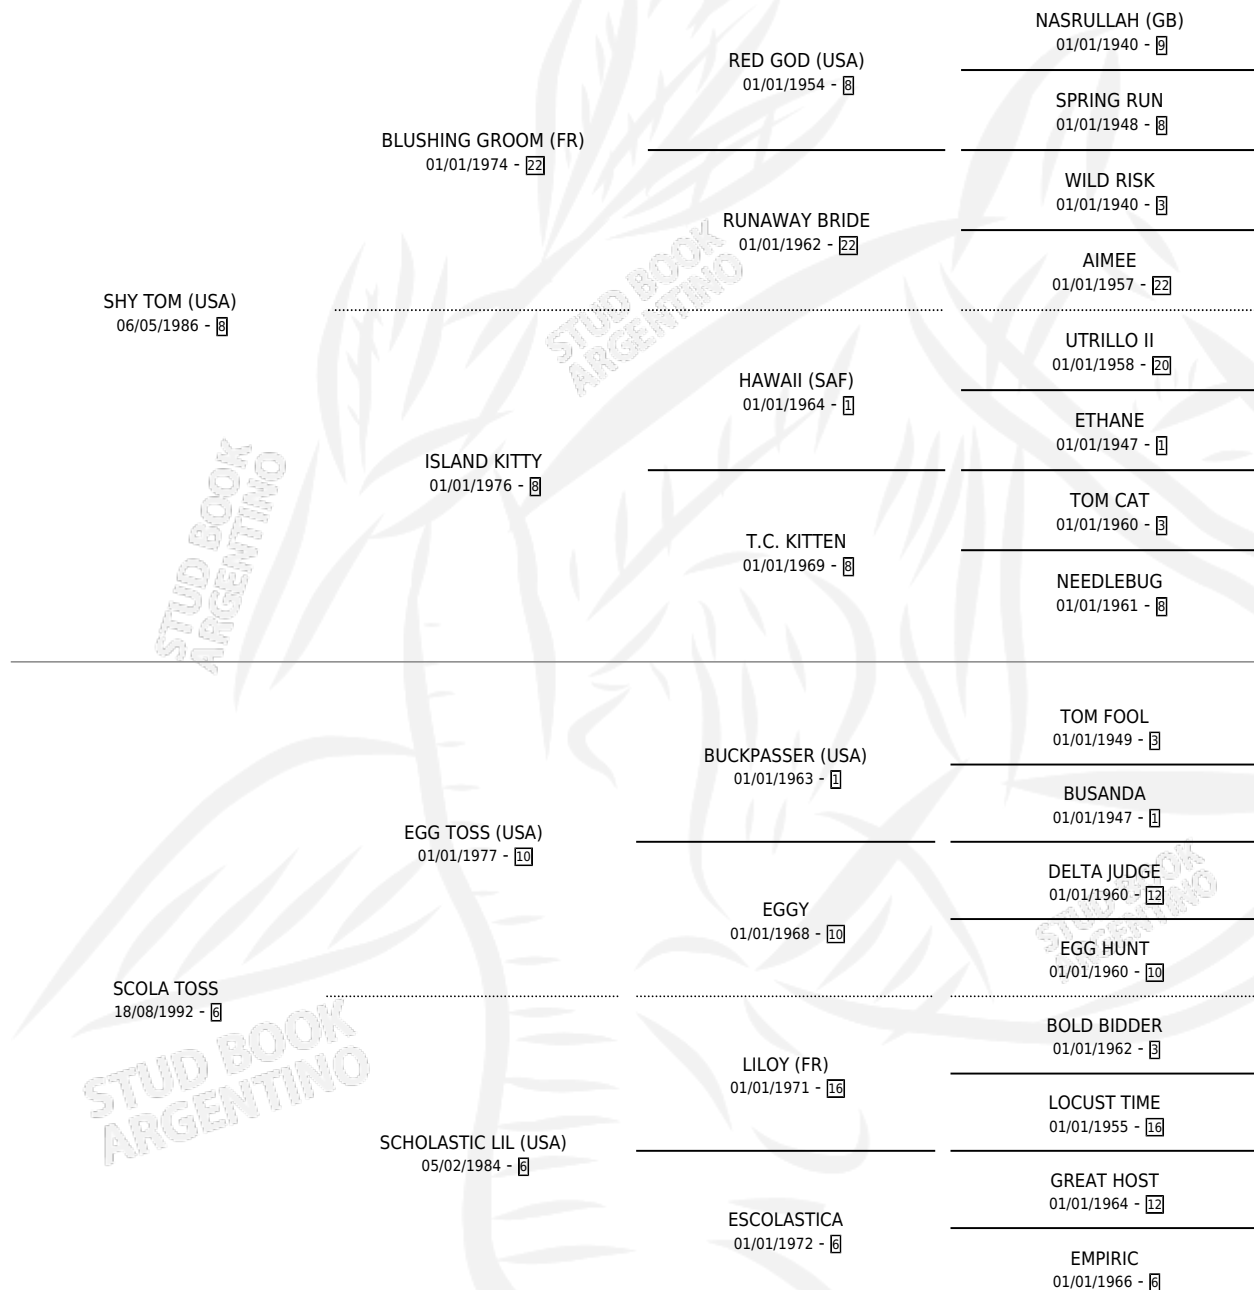 NASRULLAH (GB)
01/01/1940 - 9
RED GOD (USA)
01/01/1954 - 8
SPRING RUN
01/01/1948 - 8
BLUSHING GROOM (FR)
01/01/1974 - 22
WILD RISK
01/01/1940 - 3
RUNAWAY BRIDE
01/01/1962 - 22
AIMEE
01/01/1957 - 22
SHY TOM (USA)
06/05/1986 - 8
UTRILLO II
01/01/1958 - 20
HAWAII (SAF)
01/01/1964 - 1
ETHANE
01/01/1947 - 1
ISLAND KITTY
01/01/1976 - 8
TOM CAT
01/01/1960 - 3
T.C. KITTEN
01/01/1969 - 8
NEEDLEBUG
01/01/1961 - 8
TOM FOOL
01/01/1949 - 3
BUCKPASSER (USA)
01/01/1963 - 1
BUSANDA
01/01/1947 - 1
EGG TOSS (USA)
01/01/1977 - 10
DELTA JUDGE
01/01/1960 - 12
EGGY
01/01/1968 - 10
EGG HUNT
01/01/1960 - 10
SCOLA TOSS
18/08/1992 - 6
BOLD BIDDER
01/01/1962 - 3
LILOY (FR)
01/01/1971 - 16
LOCUST TIME
01/01/1955 - 16
SCHOLASTIC LIL (USA)
05/02/1984 - 6
GREAT HOST
01/01/1964 - 12
ESCOLASTICA
01/01/1972 - 6
EMPIRIC
01/01/1966 - 6
STUD BOOK
ARGENTINO
STUD BOOK
ARGENTINO
STUD BOOK
ARGENTINO
STUD BOOK
ARGENTINO